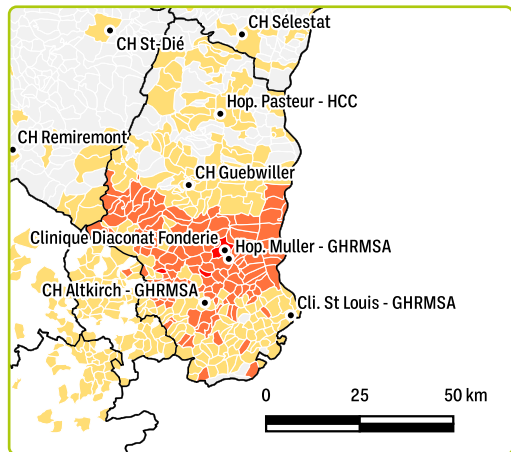 CH Sélestat
CH St-Dié
Hop. Pasteur - HCC
CH Remiremont
CH Guebwiller
Clinique Diaconat Fonderie
Hop. Muller - GHRMSA
CH Altkirch - GHRMSA
Cli. St Louis - GHRMSA
0 25 50 km